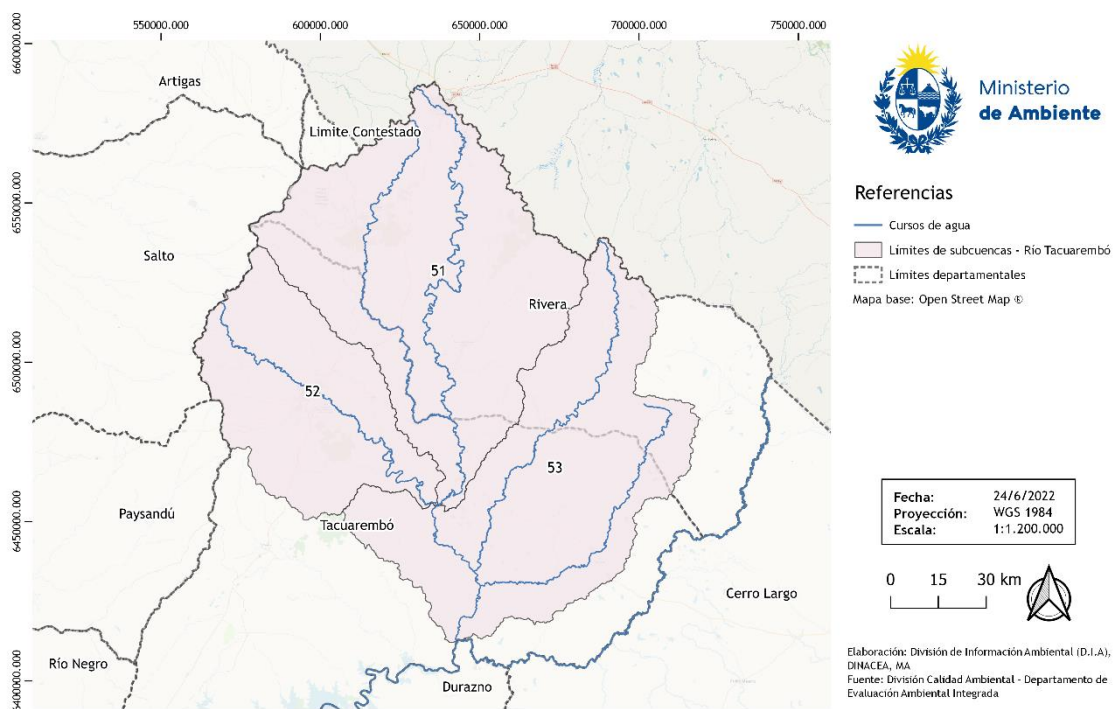 550000.000 600000.000 650000.000 700000.000 750000.000
6600000.000
6550000.000
6500000.000
6450000.000
6400000.000
Artigas
Limite Contestado
Salto
51
Rivera
52
53
Paysandú
Tacuarembó
Cerro Largo
Río Negro
Durazno
Ministerio
de Ambiente
Referencias
Cursos de agua
Límites de subcuencas - Río Tacuarembó
Límites departamentales
Mapa base: Open Street Map ©
Fecha: 24/6/2022
Proyección: WGS 1984
Escala: 1:1.200.000
0 15 30 km
Elaboración: División de Información Ambiental (D.I.A),
DINACEA, MA
Fuente: División Calidad Ambiental - Departamento de
Evaluación Ambiental Integrada